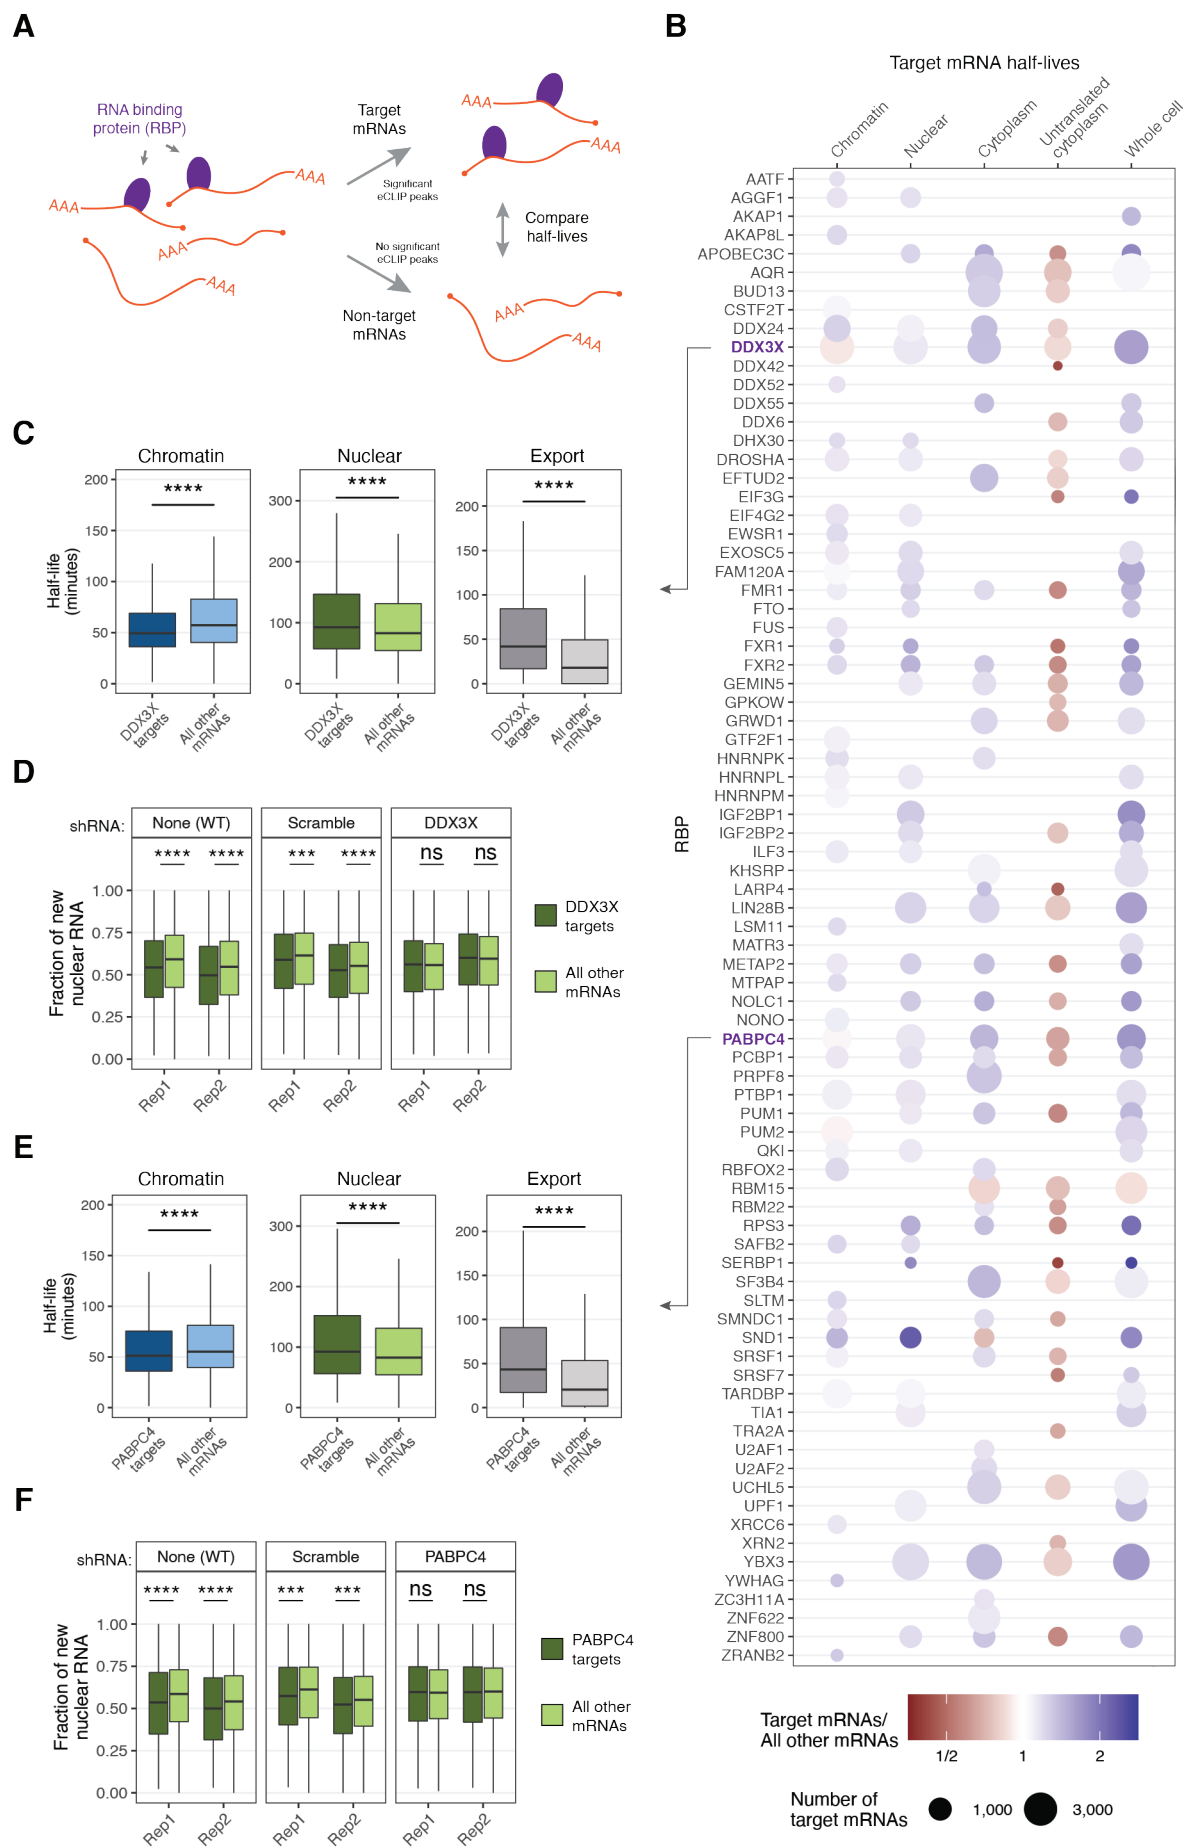 A
RNA binding
protein (RBP)
AAA
AAA
AAA
AAA
Target
mRNAs
Significant
eCLIP peaks
No significant
eCLIP peaks
Non-target
mRNAs
AAA
AAA
Compare
half-lives
AAA
AAA
B
Target mRNA half-lives
Chromatin
Nuclear
Cytoplasm
Untranslated
cytoplasm
Whole cell
RBP
AATF
AGGF1
AKAP1
AKAP8L
APOBEC3C
AQR
BUD13
CSTF2T
DDX24
DDX3X
DDX42
DDX52
DDX55
DDX6
DHX30
DROSHA
EFTUD2
EIF3G
EIF4G2
EWSR1
EXOSC5
FAM120A
FMR1
FTO
FUS
FXR1
FXR2
GEMIN5
GPKOW
GRWD1
GTF2F1
HNRNPK
HNRNPL
HNRNPM
IGF2BP1
IGF2BP2
ILF3
KHSRP
LARP4
LIN28B
LSM11
MATR3
METAP2
MTPAP
NOLC1
NONO
PABPC4
PCBP1
PRPF8
PTBP1
PUM1
PUM2
QKI
RBFOX2
RBM15
RBM22
RPS3
SAFB2
SERBP1
SF3B4
SLTM
SMNDC1
SND1
SRSF1
SRSF7
TARDBP
TIA1
TRA2A
U2AF1
U2AF2
UCHL5
UPF1
XRCC6
XRN2
YBX3
YWHAG
ZC3H11A
ZNF622
ZNF800
ZRANB2
Target mRNAs/
All other mRNAs
1/2 1 2
Number of
target mRNAs
1,000 3,000
C
Chromatin
Half-life
(minutes)
200
150
100
50
0
****
DDX3X
targets
All other
mRNAs
Nuclear
300
200
100
0
****
DDX3X
targets
All other
mRNAs
Export
200
150
100
50
0
****
DDX3X
targets
All other
mRNAs
D
shRNA: None (WT) Scramble DDX3X
**** **** *** **** ns ns
Fraction of new
nuclear RNA
1.00
0.75
0.50
0.25
0.00
Rep1 Rep2 Rep1 Rep2 Rep1 Rep2
DDX3X
targets
All other
mRNAs
E
Chromatin
Half-life
(minutes)
200
150
100
50
0
****
PABPC4
targets
All other
mRNAs
Nuclear
300
200
100
0
****
PABPC4
targets
All other
mRNAs
Export
200
150
100
50
0
****
PABPC4
targets
All other
mRNAs
F
shRNA: None (WT) Scramble PABPC4
**** **** *** *** ns ns
Fraction of new
nuclear RNA
1.00
0.75
0.50
0.25
0.00
Rep1 Rep2 Rep1 Rep2 Rep1 Rep2
PABPC4
targets
All other
mRNAs